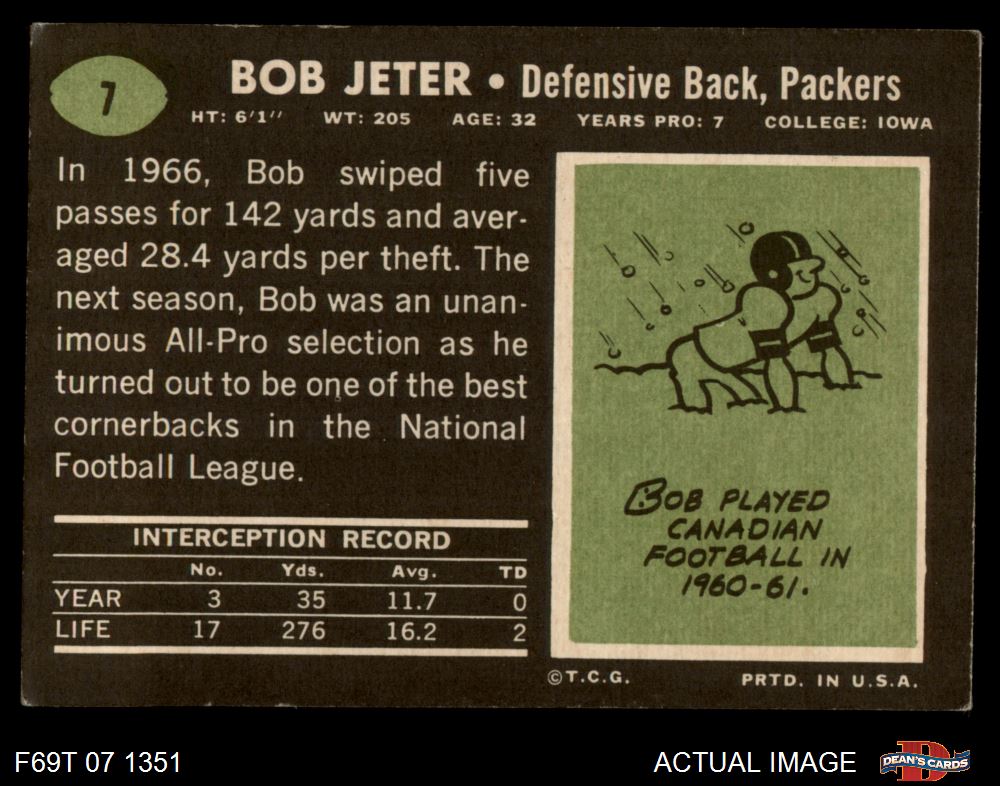 7
BOB JETER • Defensive Back, Packers
HT: 6'1" WT: 205 AGE: 32 YEARS PRO: 7 COLLEGE: IOWA
In 1966, Bob swiped five
passes for 142 yards and aver-
aged 28.4 yards per theft. The
next season, Bob was an unan-
imous All-Pro selection as he
turned out to be one of the best
cornerbacks in the National
Football League.
INTERCEPTION RECORD
No. Yds. Avg. TD
YEAR 3 35 11.7 0
LIFE 17 276 16.2 2
BOB PLAYED
CANADIAN
FOOTBALL IN
1960-61.
©T.C.G. PRTD. IN U.S.A.
F69T 07 1351 ACTUAL IMAGE
D
DEAN'S CARDS